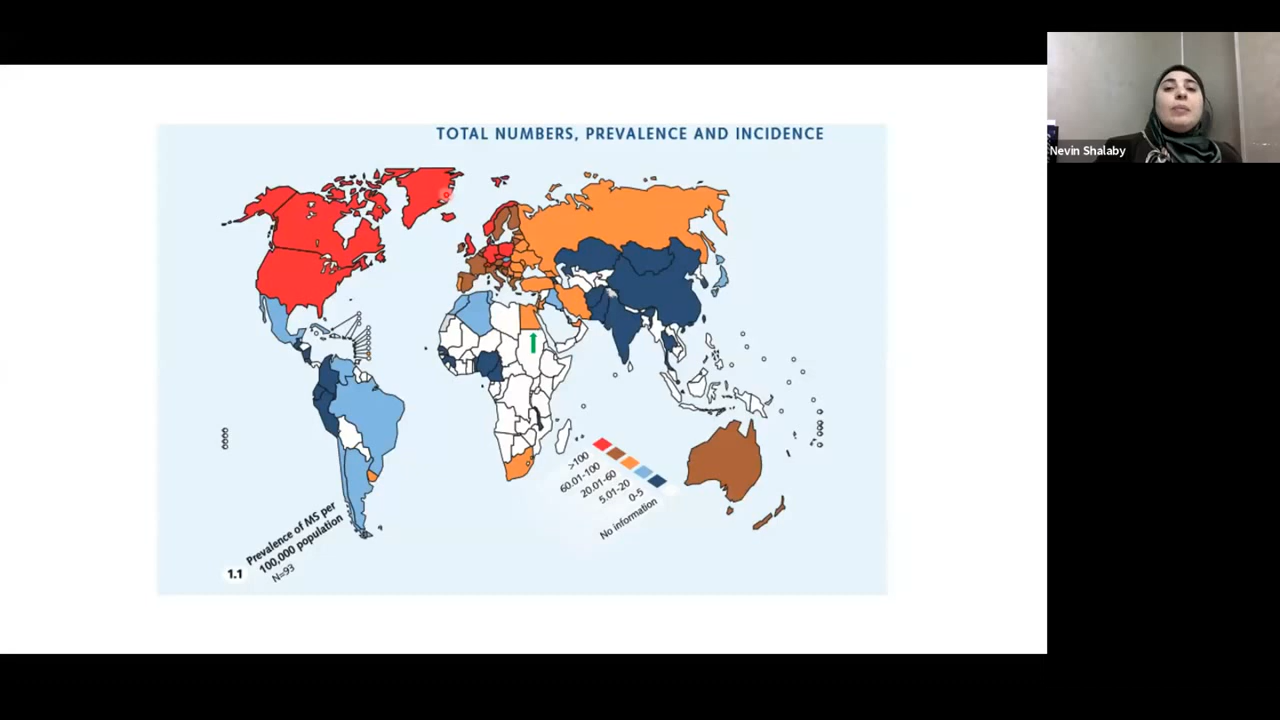 TOTAL NUMBERS, PREVALENCE AND INCIDENCE
Nevin Shalaby
>100
60.01-100
20.01-60
5.01-20
0-5
No information
Prevalence of MS per
100,000 population
1.1
N=93